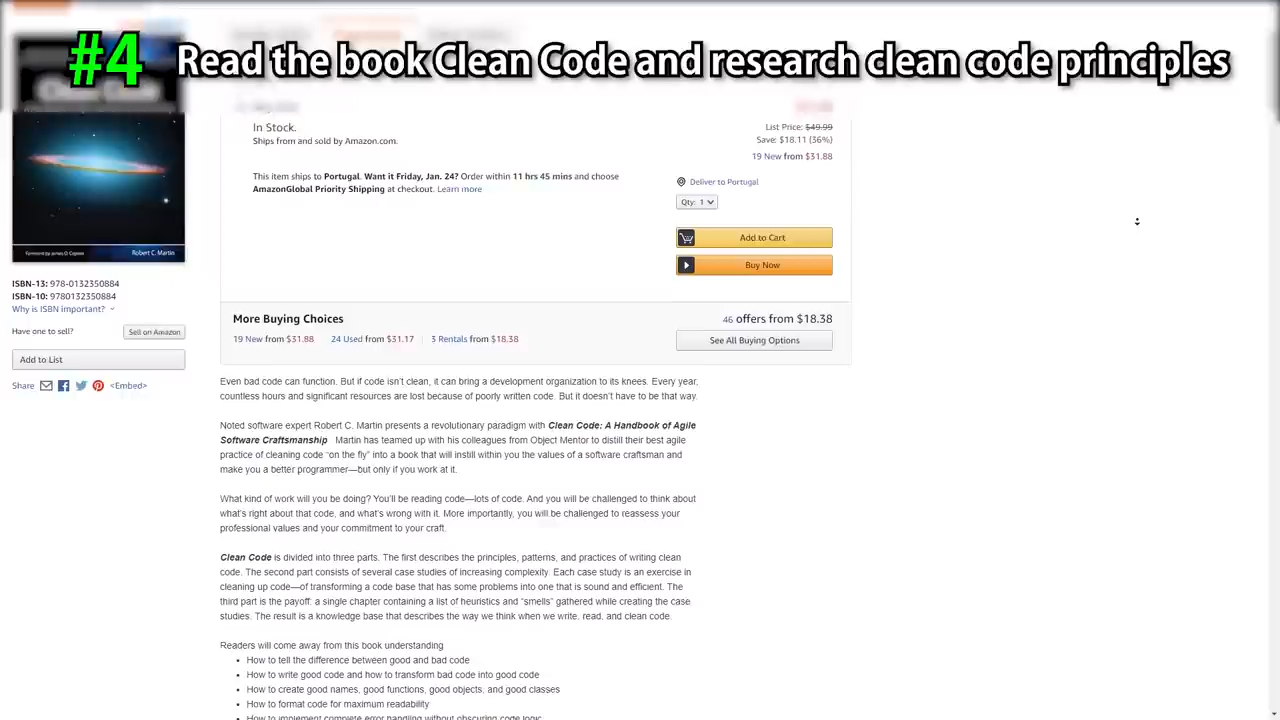 #4 Read the book Clean Code and research clean code principles
In Stock.
Ships from and sold by Amazon.com.
List Price: $49.99
Save: $18.11 (36%)
19 New from $31.88
This item ships to Portugal. Want it Friday, Jan. 24? Order within 11 hrs 45 mins and choose
AmazonGlobal Priority Shipping at checkout. Learn more
Deliver to Portugal
Qty: 1
Add to Cart
Buy Now
Robert C. Martin
ISBN-13: 978-0132350884
ISBN-10: 9780132350884
Why is ISBN important?
Have one to sell? Sell on Amazon
Add to List
Share <Embed>
More Buying Choices
46 offers from $18.38
19 New from $31.88 24 Used from $31.17 3 Rentals from $18.38
See All Buying Options
Even bad code can function. But if code isn't clean, it can bring a development organization to its knees. Every year,
countless hours and significant resources are lost because of poorly written code. But it doesn't have to be that way.
Noted software expert Robert C. Martin presents a revolutionary paradigm with Clean Code: A Handbook of Agile
Software Craftsmanship Martin has teamed up with his colleagues from Object Mentor to distill their best agile
practice of cleaning code “on the fly” into a book that will instill within you the values of a software craftsman and
make you a better programmer—but only if you work at it.
What kind of work will you be doing? You'll be reading code—lots of code. And you will be challenged to think about
what's right about that code, and what's wrong with it. More importantly, you will be challenged to reassess your
professional values and your commitment to your craft.
Clean Code is divided into three parts. The first describes the principles, patterns, and practices of writing clean
code. The second part consists of several case studies of increasing complexity. Each case study is an exercise in
cleaning up code—of transforming a code base that has some problems into one that is sound and efficient. The
third part is the payoff: a single chapter containing a list of heuristics and “smells” gathered while creating the case
studies. The result is a knowledge base that describes the way we think when we write, read, and clean code.
Readers will come away from this book understanding
How to tell the difference between good and bad code
How to write good code and how to transform bad code into good code
How to create good names, good functions, good objects, and good classes
How to format code for maximum readability
How to implement complete error handling without obscuring code logic